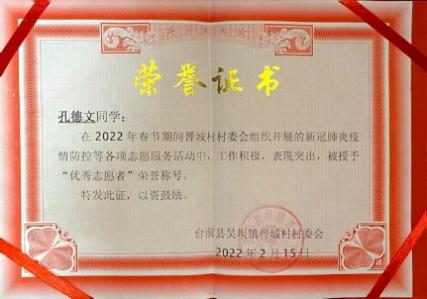 荣誉证书
孔德文同学：
在2022年春节期间晋城村村委会组织开展的新冠肺炎疫
情防控等各项志愿服务活动中，工作积极，表现突出，被授予
“优秀志愿者”荣誉称号。
特发此证，以资鼓励。
台前县吴坝镇晋城村村委会
2022年2月15日